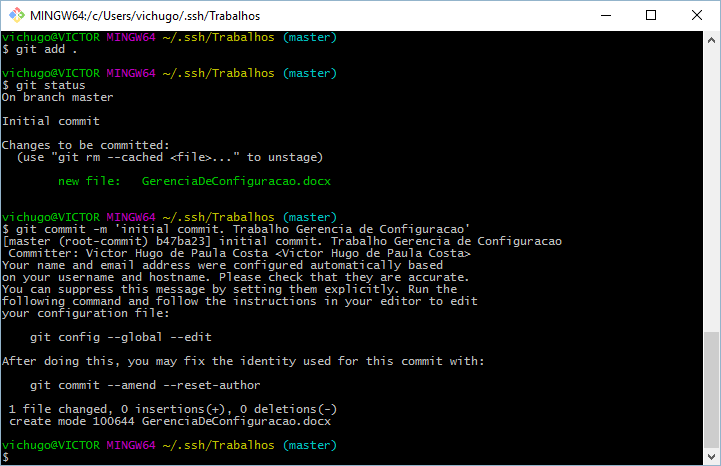 MINGW64:/c/Users/vichugo/.ssh/Trabalhos
vichugo@VICTOR MINGW64 ~/.ssh/Trabalhos (master)
$ git add .
vichugo@VICTOR MINGW64 ~/.ssh/Trabalhos (master)
$ git status
On branch master
Initial commit
Changes to be committed:
  (use "git rm --cached <file>..." to unstage)
        new file:   GerenciaDeConfiguracao.docx
vichugo@VICTOR MINGW64 ~/.ssh/Trabalhos (master)
$ git commit -m 'initial commit. Trabalho Gerencia de Configuracao'
[master (root-commit) b47ba23] initial commit. Trabalho Gerencia de Configuracao
 Committer: Victor Hugo de Paula Costa <Victor Hugo de Paula Costa>
Your name and email address were configured automatically based
on your username and hostname. Please check that they are accurate.
You can suppress this message by setting them explicitly. Run the
following command and follow the instructions in your editor to edit
your configuration file:
    git config --global --edit
After doing this, you may fix the identity used for this commit with:
    git commit --amend --reset-author
 1 file changed, 0 insertions(+), 0 deletions(-)
 create mode 100644 GerenciaDeConfiguracao.docx
vichugo@VICTOR MINGW64 ~/.ssh/Trabalhos (master)
$